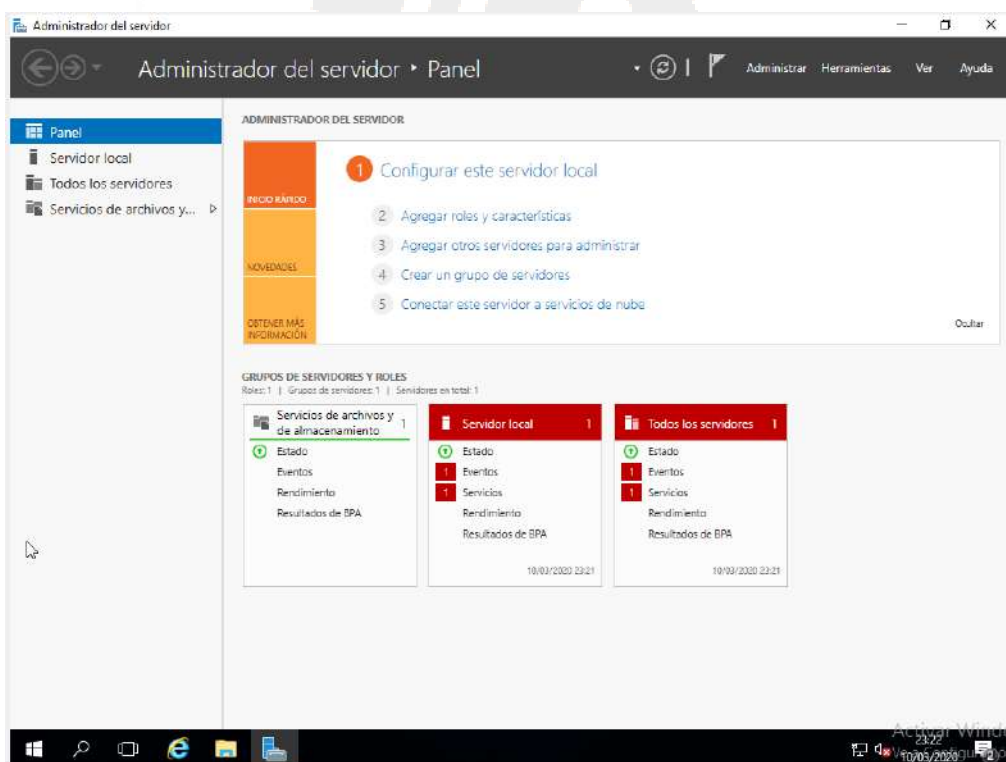 Administrador del servidor
Administrador del servidor ‣ Panel
Administrar Herramientas Ver Ayuda
Panel
Servidor local
Todos los servidores
Servicios de archivos y...
ADMINISTRADOR DEL SERVIDOR
INICIO RÁPIDO
NOVEDADES
OBTENER MÁS
INFORMACIÓN
1 Configurar este servidor local
2 Agregar roles y características
3 Agregar otros servidores para administrar
4 Crear un grupo de servidores
5 Conectar este servidor a servicios de nube
Ocultar
GRUPOS DE SERVIDORES Y ROLES
Roles: 1 | Grupos de servidores: 1 | Servidores en total: 1
Servicios de archivos y
de almacenamiento 1
Estado
Eventos
Rendimiento
Resultados de BPA
Servidor local 1
Estado
1 Eventos
1 Servicios
Rendimiento
Resultados de BPA
10/03/2020 23:21
Todos los servidores 1
Estado
1 Eventos
1 Servicios
Rendimiento
Resultados de BPA
10/03/2020 23:21
Activar Windo
23:22
10/03/2020
2